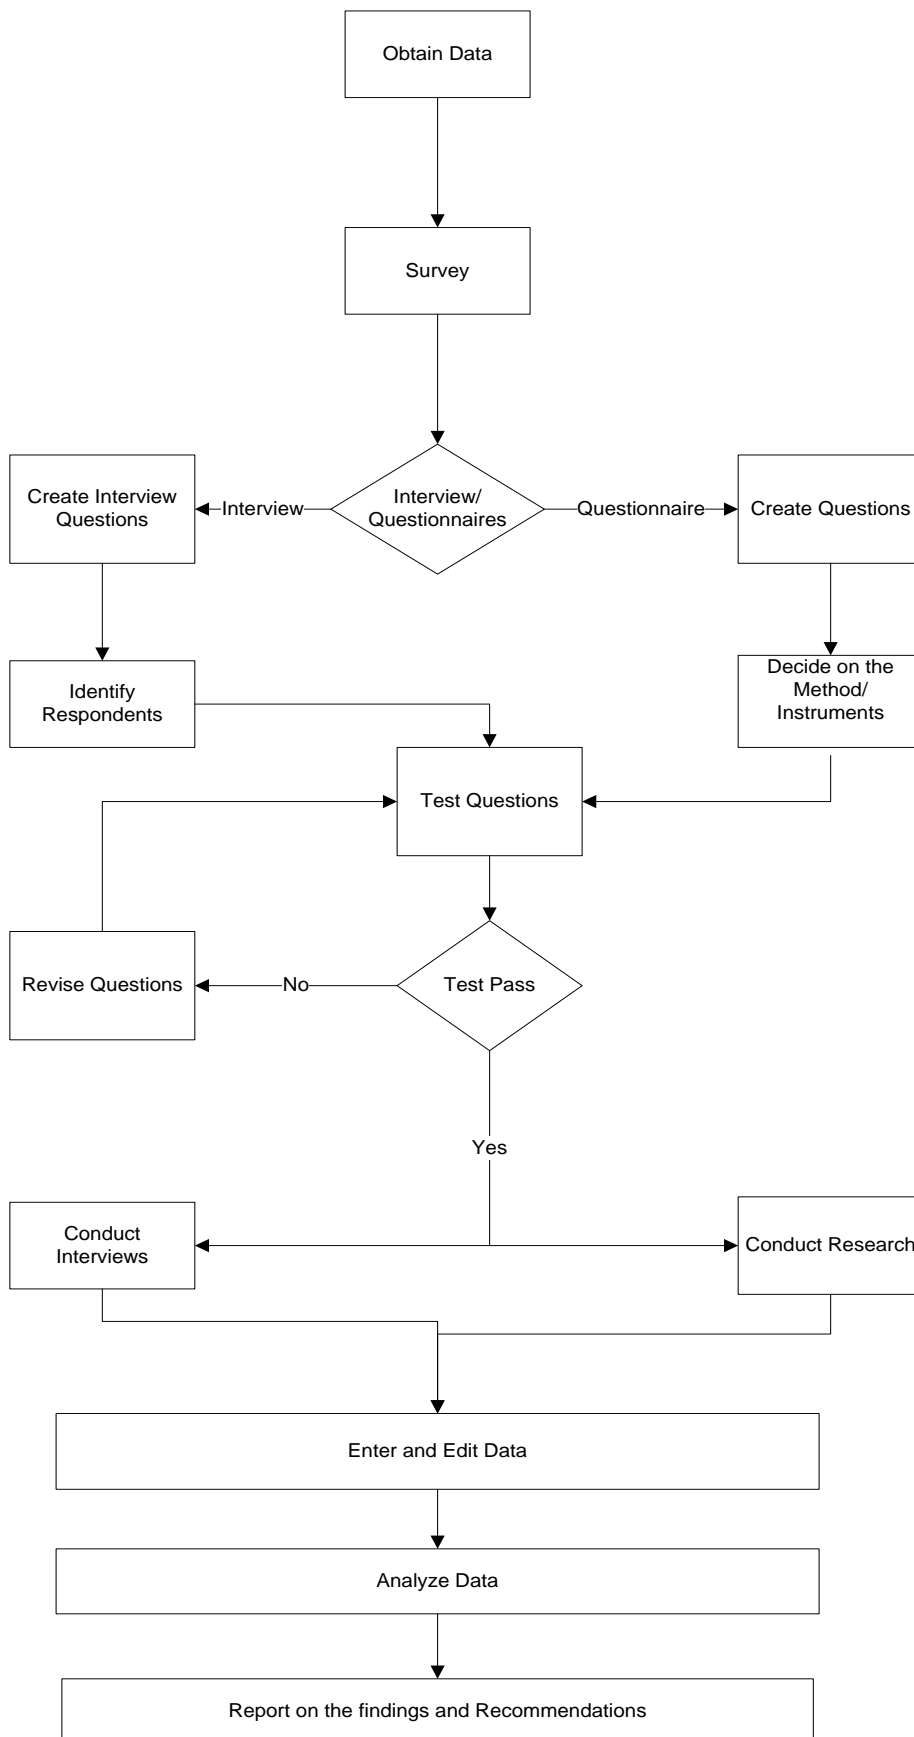 Obtain Data
Survey
Create Interview
Questions
Interview
Interview/
Questionnaires
Questionnaire
Create Questions
Identify
Respondents
Decide on the
Method/
Instruments
Test Questions
Revise Questions
No
Test Pass
Yes
Conduct
Interviews
Conduct Research
Enter and Edit Data
Analyze Data
Report on the findings and Recommendations